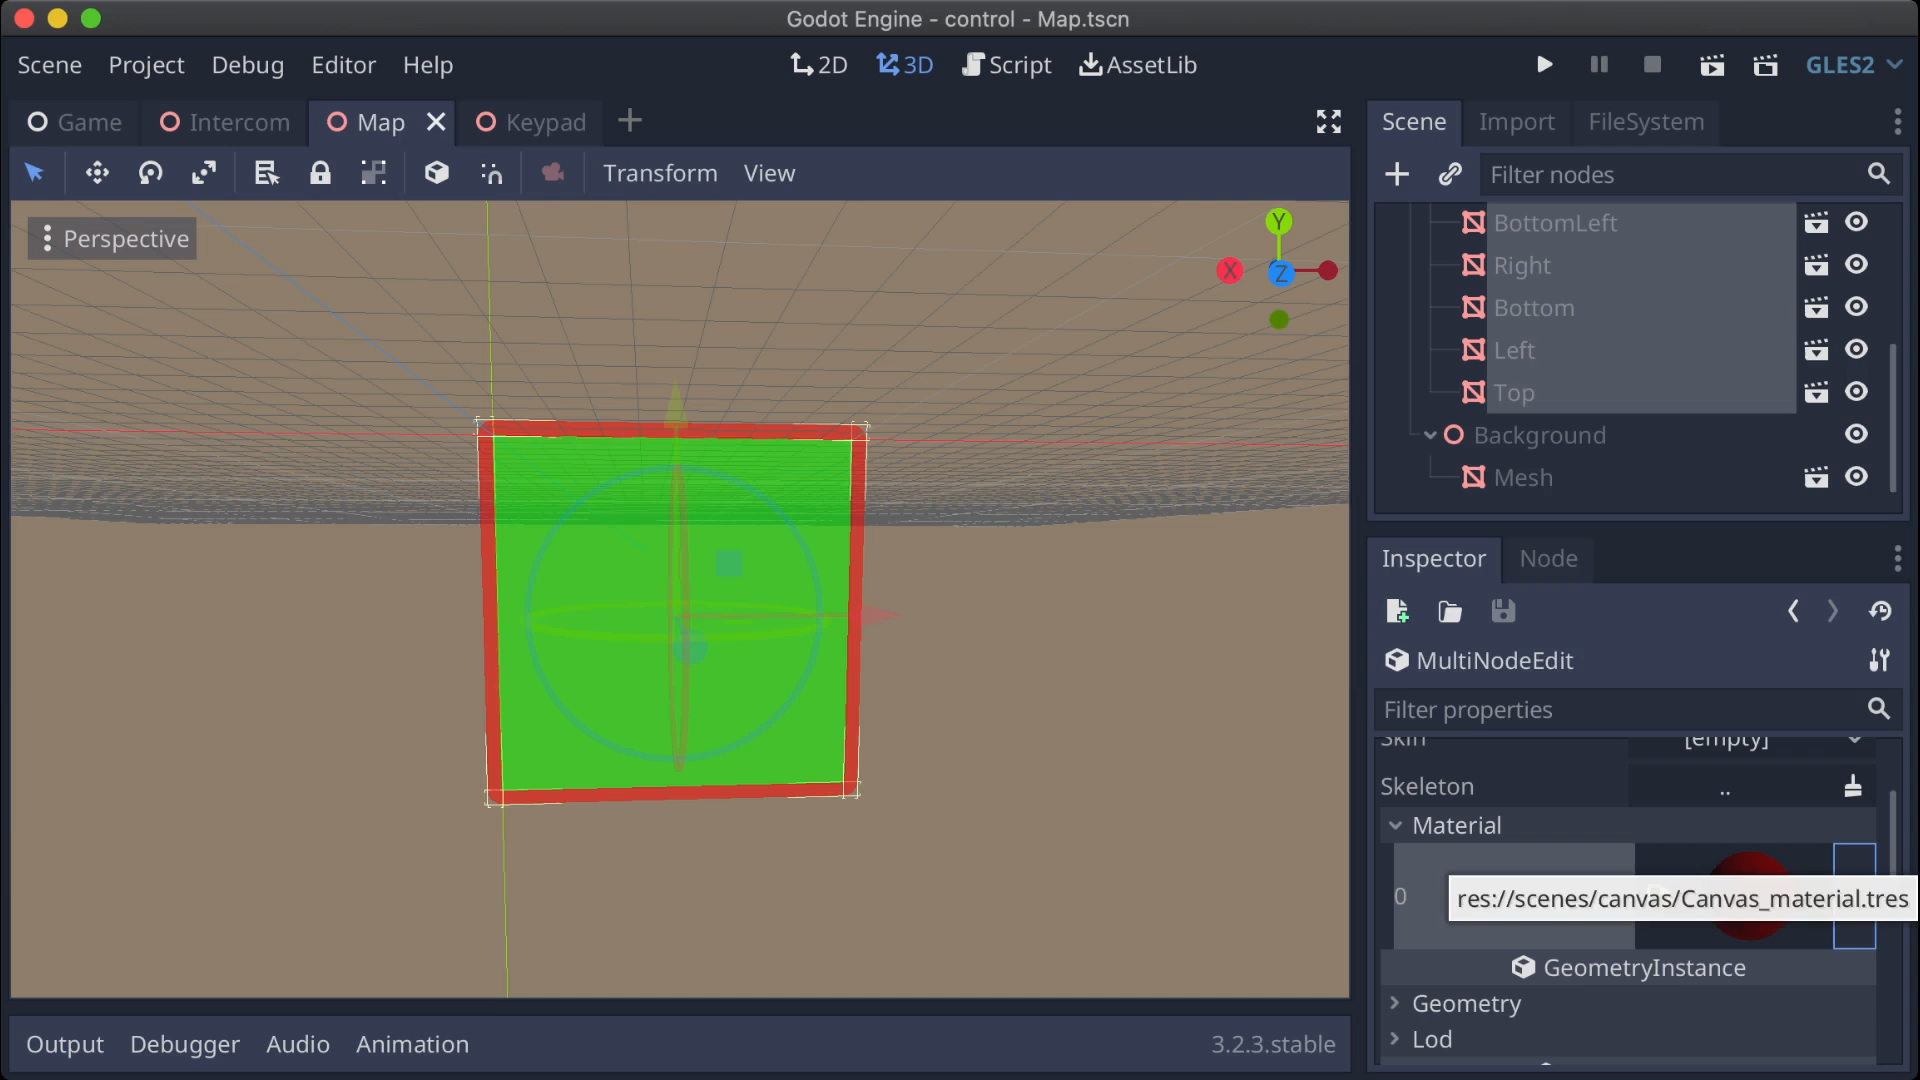 Godot Engine - control - Map.tscn
Scene Project Debug Editor Help
2D 3D Script AssetLib
GLES2
Game Intercom Map Keypad
Scene Import FileSystem
Transform View
Filter nodes
Perspective
Y
X
Z
BottomLeft
Right
Bottom
Left
Top
Background
Mesh
Inspector Node
MultiNodeEdit
Filter properties
Skin [empty]
Skeleton ..
Material
0
res://scenes/canvas/Canvas_material.tres
GeometryInstance
Geometry
Lod
Output Debugger Audio Animation
3.2.3.stable